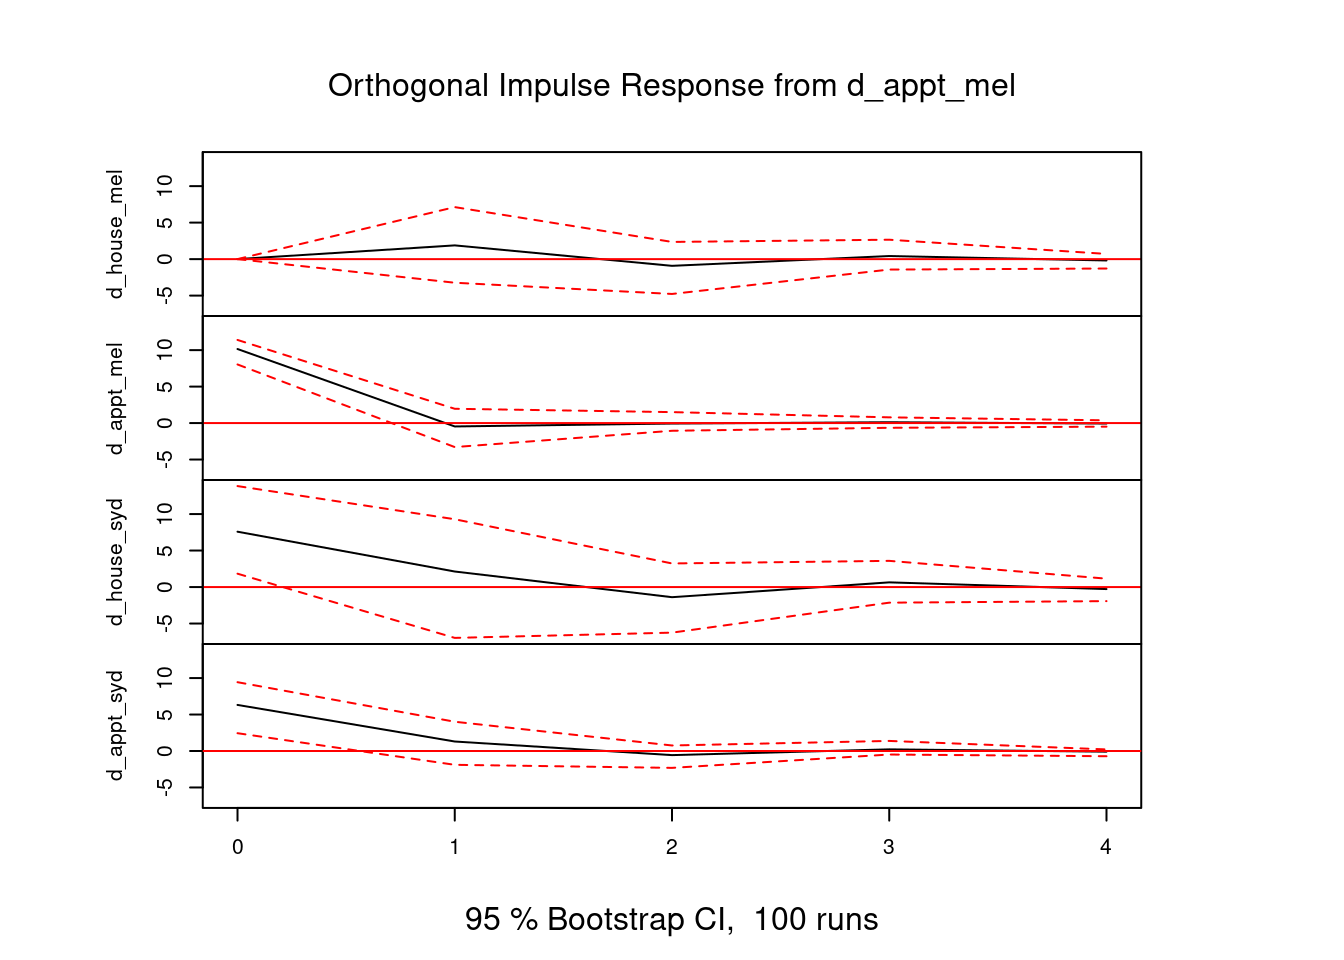 Orthogonal Impulse Response from d_appt_mel
d_house_mel
10
5
0
-5
d_appt_mel
10
5
0
-5
d_house_syd
10
5
0
-5
d_appt_syd
10
5
0
-5
0 1 2 3 4
95 % Bootstrap CI,  100 runs